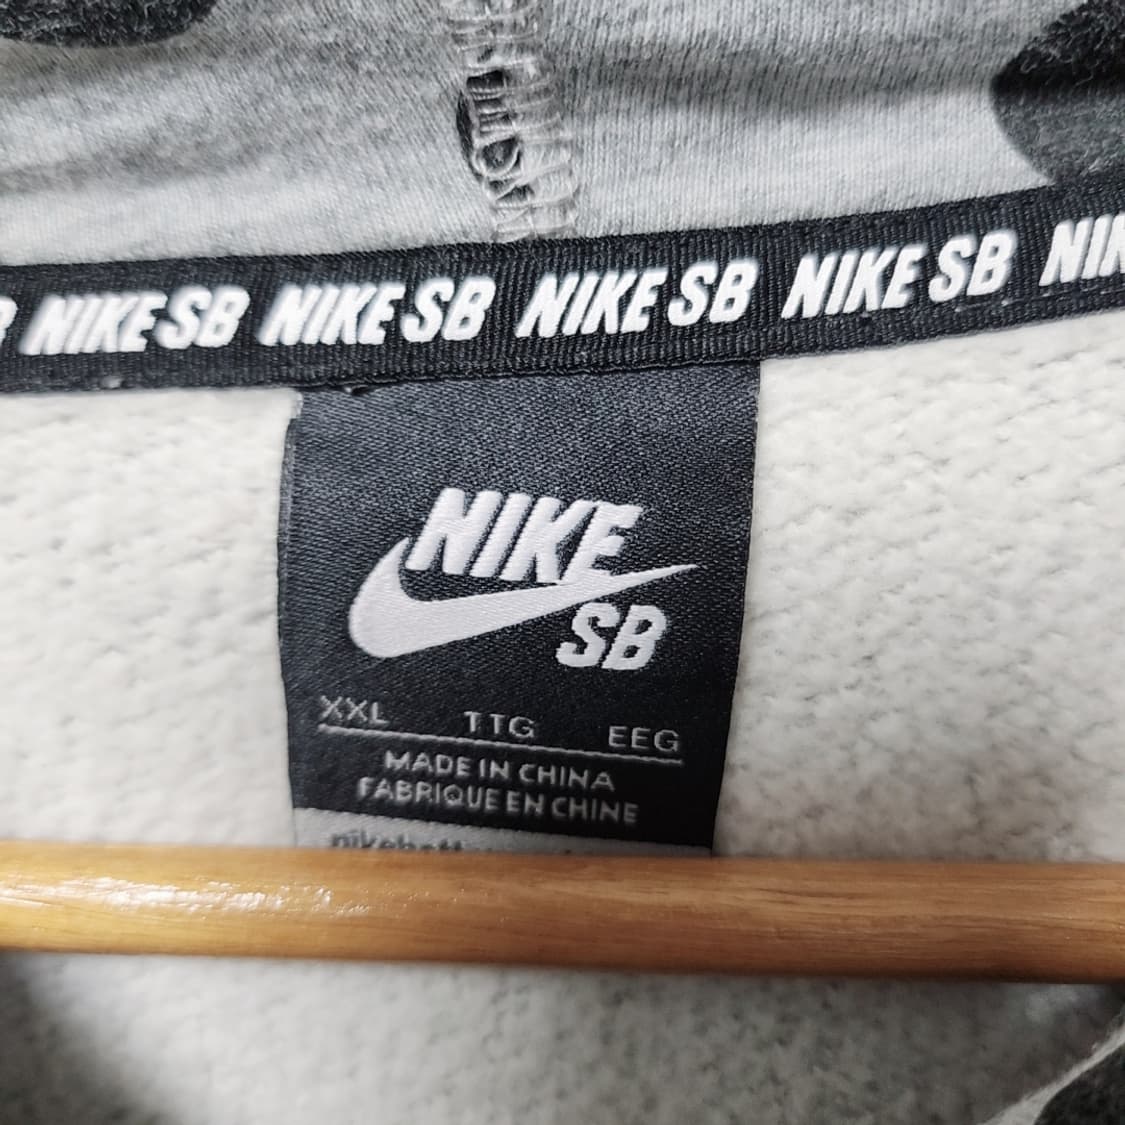 NIKE SB NIKE SB NIKE SB NIKE SB
NIKE
SB
XXL TTG EEG
MADE IN CHINA
FABRIQUE EN CHINE